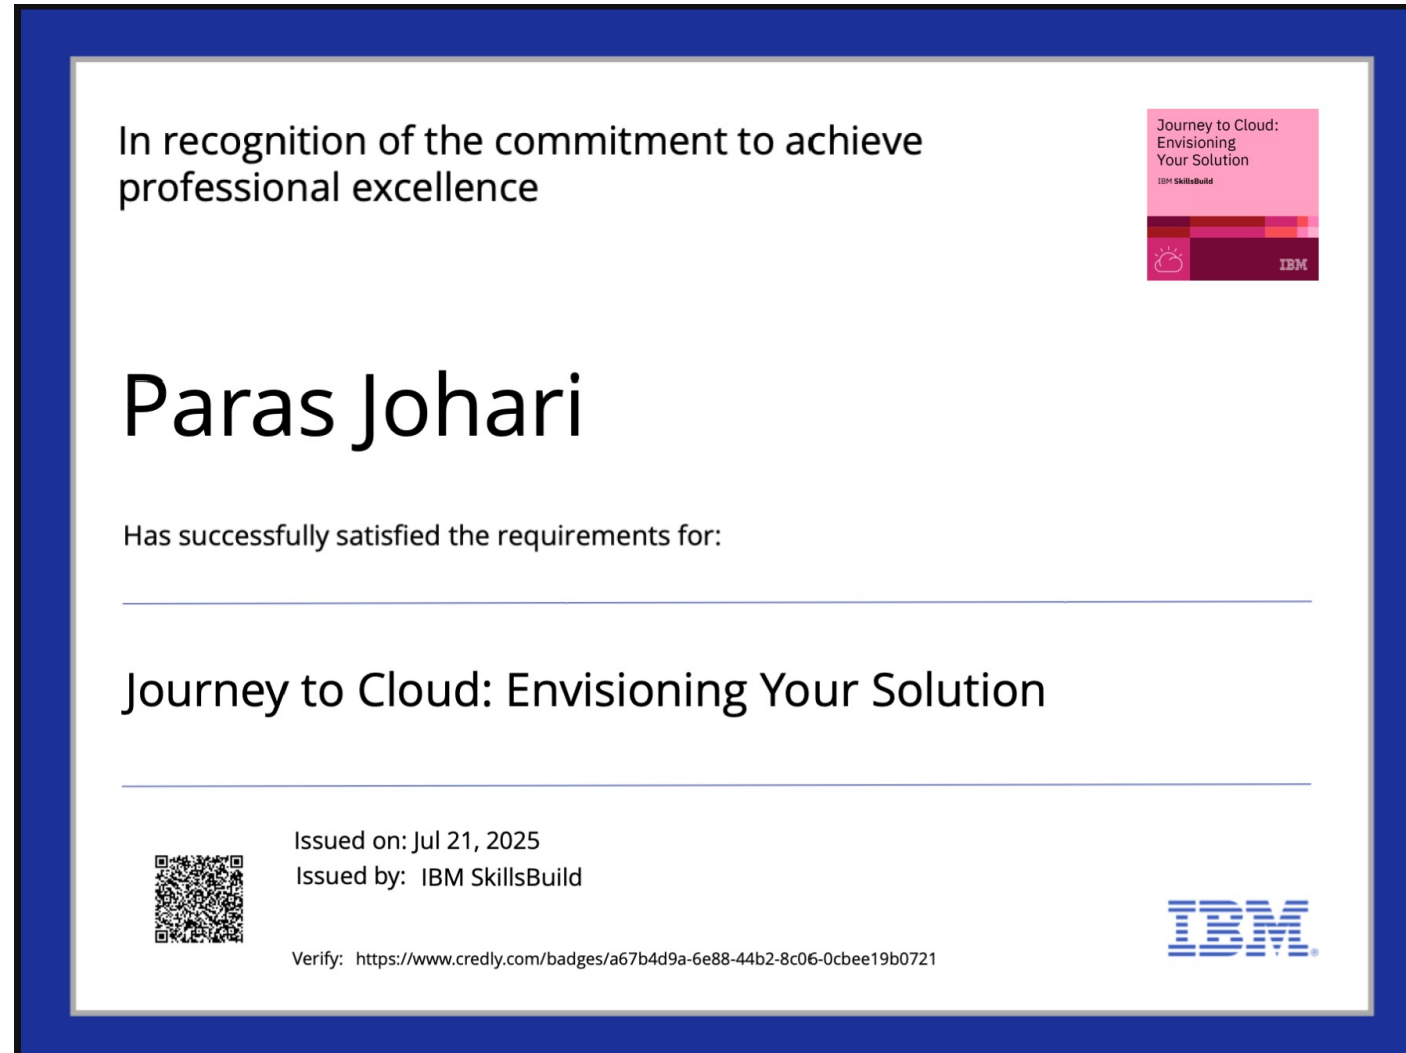 In recognition of the commitment to achieve
professional excellence
Journey to Cloud:
Envisioning
Your Solution
IBM SkillsBuild
IBM
Paras Johari
Has successfully satisfied the requirements for:
Journey to Cloud: Envisioning Your Solution
Issued on: Jul 21, 2025
Issued by: IBM SkillsBuild
Verify: https://www.credly.com/badges/a67b4d9a-6e88-44b2-8c06-0cbee19b0721
IBM®